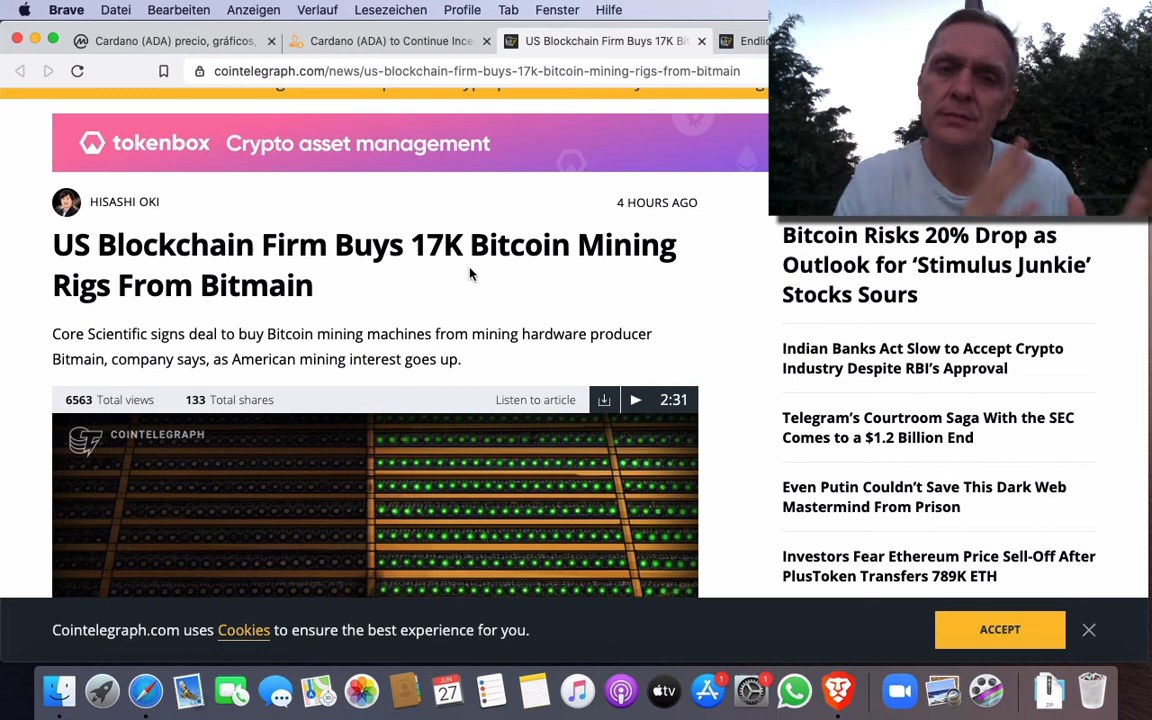 Brave Datei Bearbeiten Anzeigen Verlauf Lesezeichen Profile Tab Fenster Hilfe
Cardano (ADA) precio, gráficos, Cardano (ADA) to Continue Ince US Blockchain Firm Buys 17K Bit Endlic
cointelegraph.com/news/us-blockchain-firm-buys-17k-bitcoin-mining-rigs-from-bitmain
tokenbox Crypto asset management
HISASHI OKI
4 HOURS AGO
US Blockchain Firm Buys 17K Bitcoin Mining
Rigs From Bitmain
Core Scientific signs deal to buy Bitcoin mining machines from mining hardware producer
Bitmain, company says, as American mining interest goes up.
6563 Total views 133 Total shares Listen to article 2:31
COINTELEGRAPH
Bitcoin Risks 20% Drop as
Outlook for ‘Stimulus Junkie’
Stocks Sours
Indian Banks Act Slow to Accept Crypto
Industry Despite RBI’s Approval
Telegram’s Courtroom Saga With the SEC
Comes to a $1.2 Billion End
Even Putin Couldn’t Save This Dark Web
Mastermind From Prison
Investors Fear Ethereum Price Sell-Off After
PlusToken Transfers 789K ETH
Cointelegraph.com uses Cookies to ensure the best experience for you.
ACCEPT
JUN
27
tv
1
1
ZIP